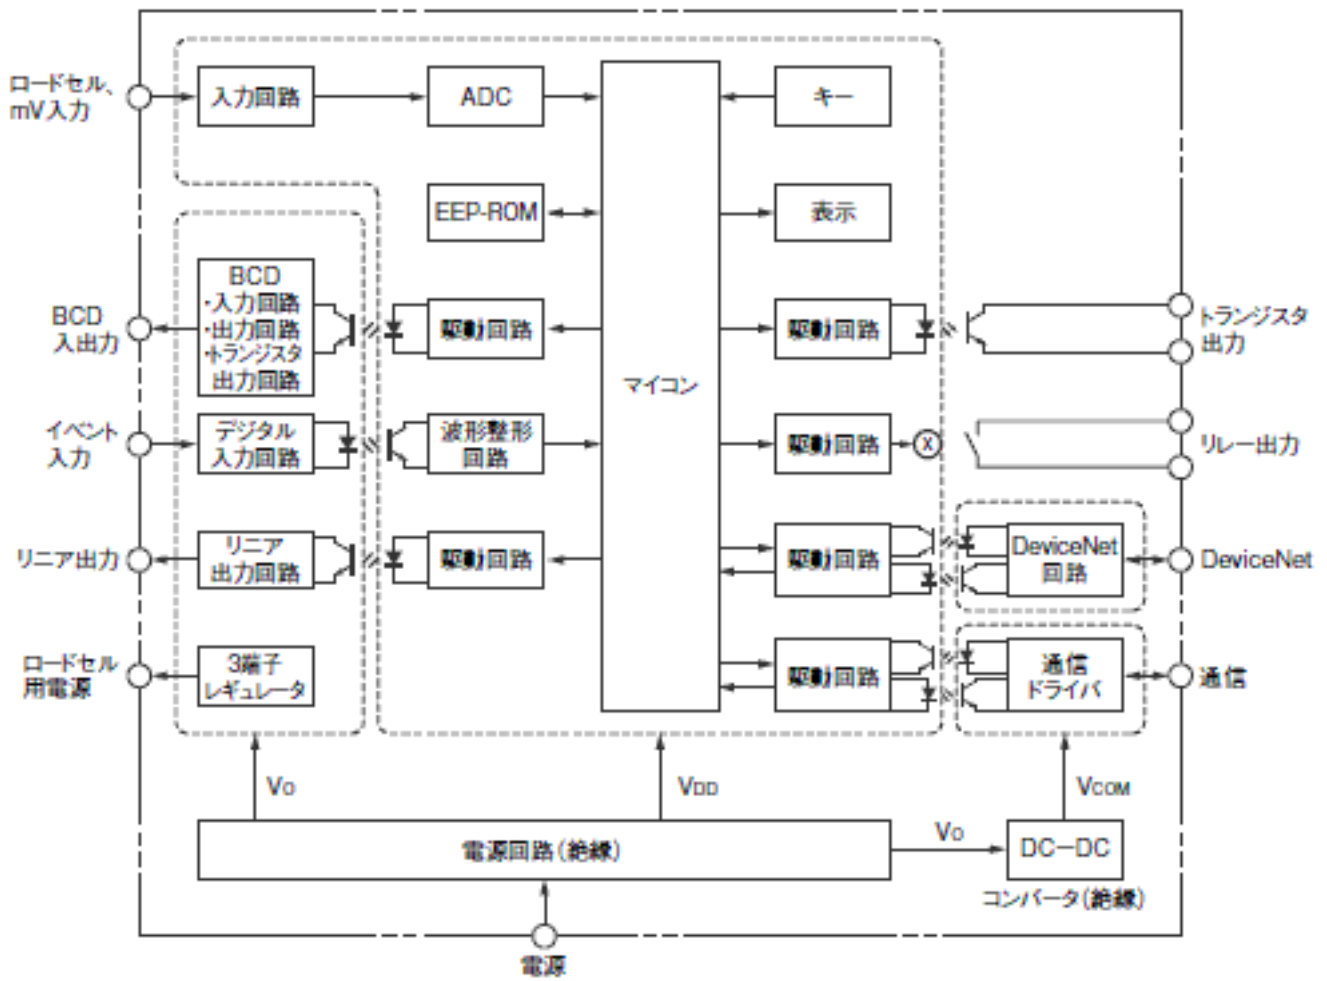 ロードセル、
mV入力
入力回路
ADC
キー
EEP-ROM
表示
BCD
入出力
BCD
・入力回路
・出力回路
・トランジスタ
出力回路
駆動回路
マイコン
駆動回路
トランジスタ
出力
イベント
入力
デジタル
入力回路
波形整形
回路
駆動回路
X
リレー出力
リニア出力
リニア
出力回路
駆動回路
駆動回路
DeviceNet
回路
DeviceNet
ロードセル
用電源
3端子
レギュレータ
駆動回路
通信
ドライバ
通信
VO
VDD
VCOM
電源回路(絶縁)
VO
DC-DC
コンバータ(絶縁)
電源